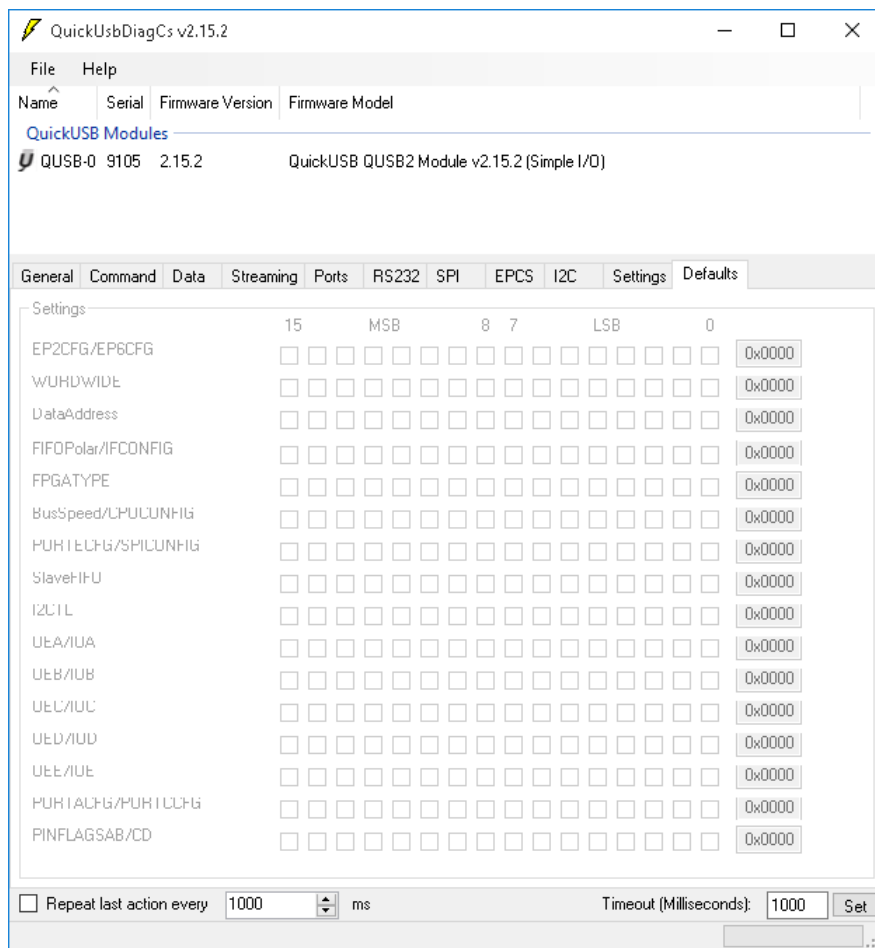 QuickUsbDiagCs v2.15.2
File Help
Name Serial Firmware Version Firmware Model
QuickUSB Modules
QUSB-0 9105 2.15.2 QuickUSB QUSB2 Module v2.15.2 (Simple I/O)
General Command Data Streaming Ports RS232 SPI EPCS I2C Settings Defaults
Settings
15 MSB 8 7 LSB 0
EP2CFG/EP6CFG 0x0000
WORDWIDE 0x0000
DataAddress 0x0000
FIFOPolar/IFCONFIG 0x0000
FPGATYPE 0x0000
BusSpeed/CPUCONFIG 0x0000
PORTECFG/SPICONFIG 0x0000
SlaveFIFO 0x0000
I2CTL 0x0000
OEA/IOA 0x0000
OEB/IOB 0x0000
OEC/IOC 0x0000
OED/IOD 0x0000
OEE/IOE 0x0000
PORTACFG/PORTCCFG 0x0000
PINFLAGSAB/CD 0x0000
Repeat last action every 1000 ms Timeout (Milliseconds): 1000 Set